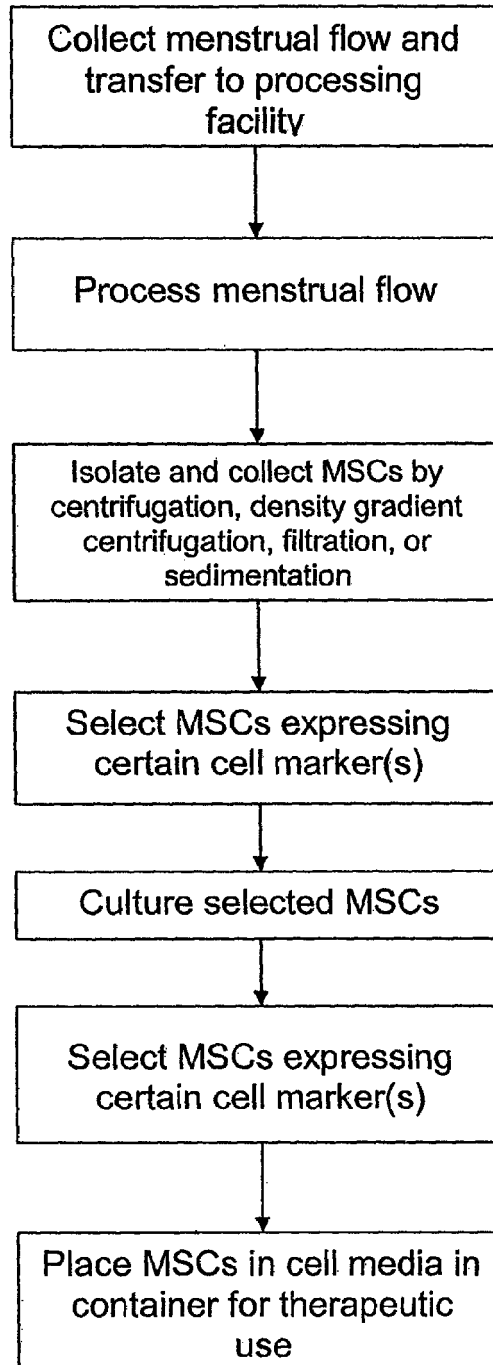 Collect menstrual flow and
transfer to processing
facility
Process menstrual flow
Isolate and collect MSCs by
centrifugation, density gradient
centrifugation, filtration, or
sedimentation
Select MSCs expressing
certain cell marker(s)
Culture selected MSCs
Select MSCs expressing
certain cell marker(s)
Place MSCs in cell media in
container for therapeutic
use